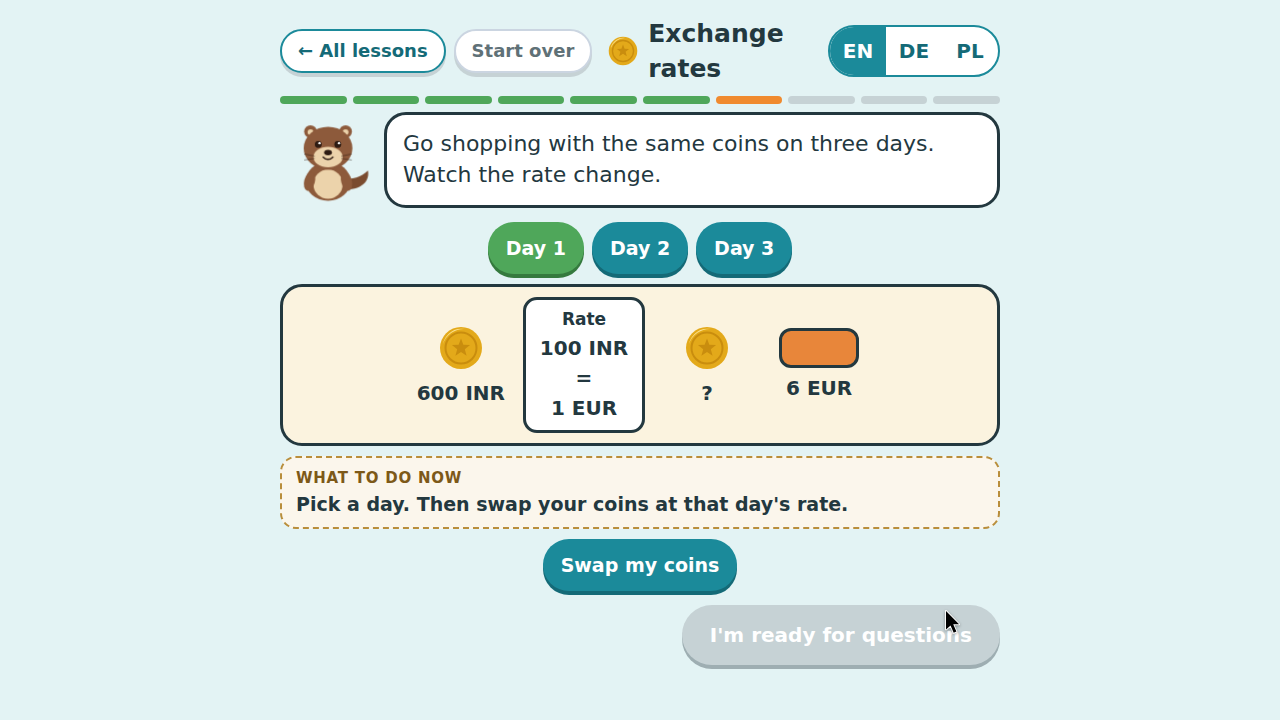 ← All lessons
Start over
Exchange
rates
EN
DE
PL
Go shopping with the same coins on three days.
Watch the rate change.
Day 1
Day 2
Day 3
600 INR
Rate
100 INR
=
1 EUR
?
6 EUR
WHAT TO DO NOW
Pick a day. Then swap your coins at that day's rate.
Swap my coins
I'm ready for questions